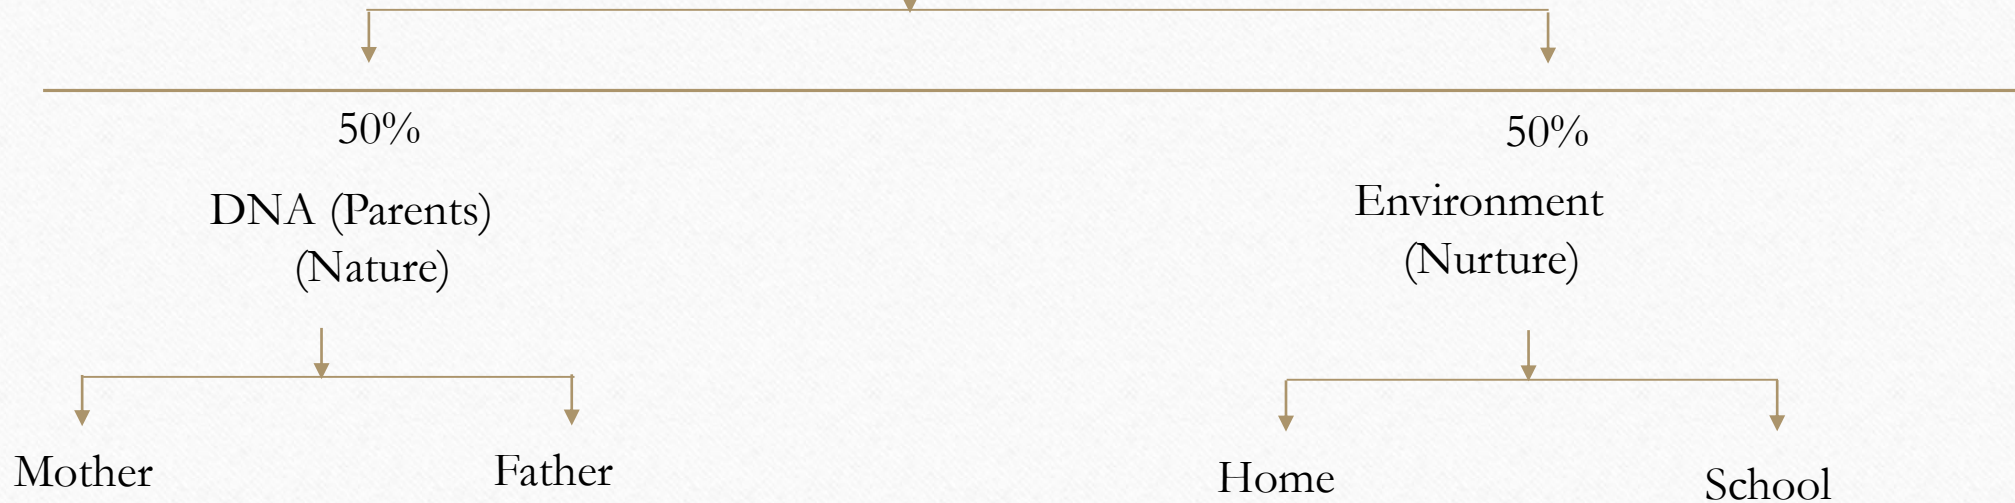 50%
50%
DNA (Parents)
(Nature)
Environment
(Nurture)
Mother
Father
Home
School